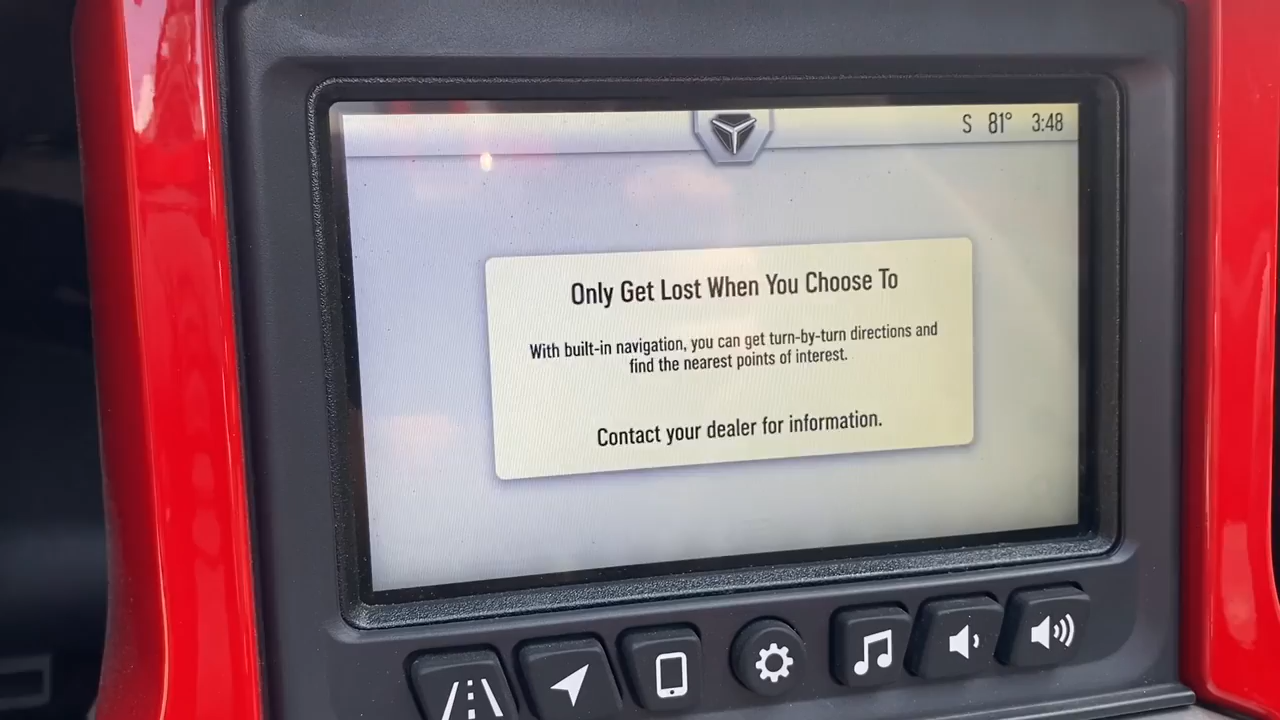 S 81° 3:48
Only Get Lost When You Choose To
With built-in navigation, you can get turn-by-turn directions and
find the nearest points of interest.
Contact your dealer for information.